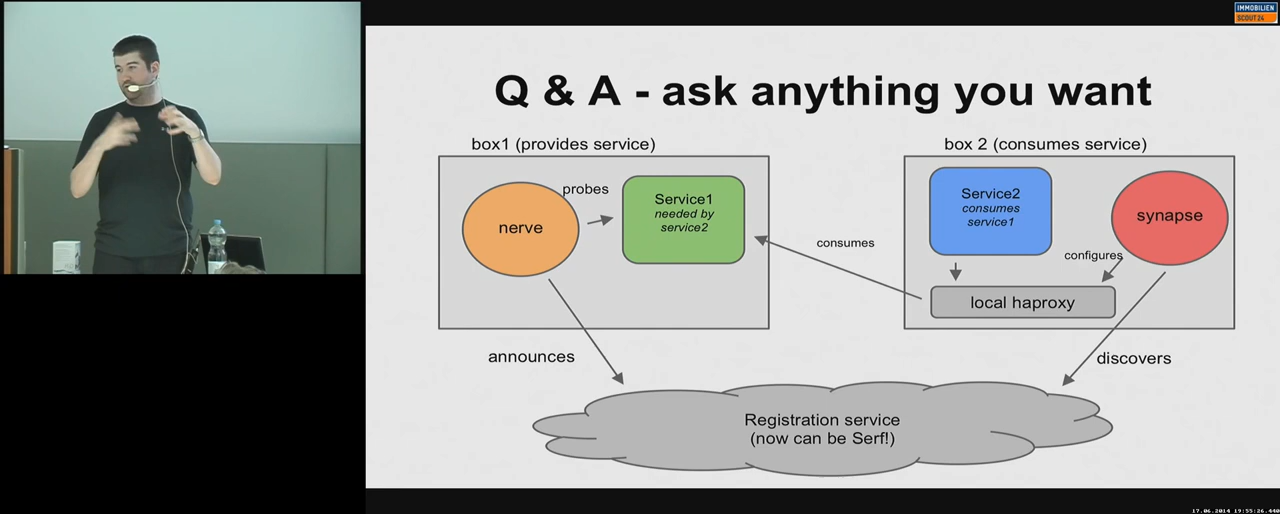 IMMOBILIEN
SCOUT24
Q & A - ask anything you want
box1 (provides service)
box 2 (consumes service)
nerve
probes
Service1
needed by
service2
consumes
Service2
consumes
service1
synapse
configures
local haproxy
announces
discovers
Registration service
(now can be Serf!)
17.06.2014 19:55:26.440